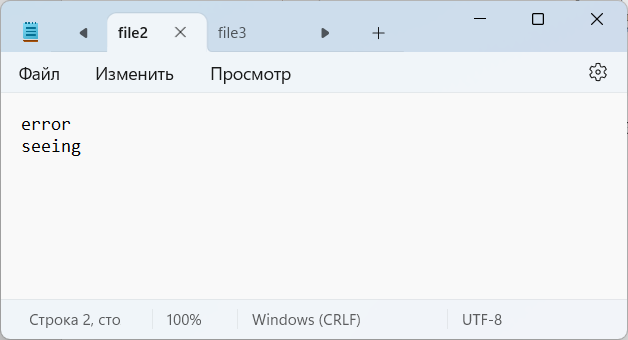 file2 file3
Файл Изменить Просмотр
error
seeing
Строка 2, сто 100% Windows (CRLF) UTF-8